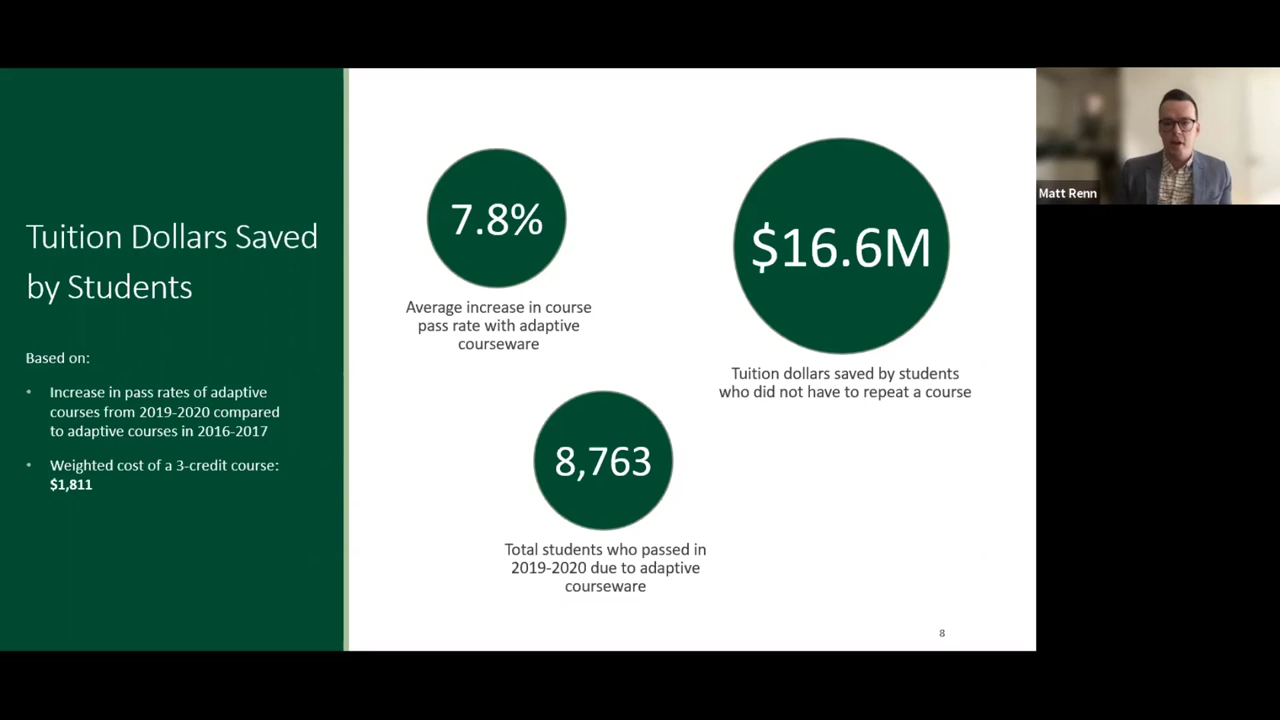 Tuition Dollars Saved
by Students
Based on:
• Increase in pass rates of adaptive
courses from 2019-2020 compared
to adaptive courses in 2016-2017
• Weighted cost of a 3-credit course:
$1,811
7.8%
Average increase in course
pass rate with adaptive
courseware
$16.6M
Tuition dollars saved by students
who did not have to repeat a course
8,763
Total students who passed in
2019-2020 due to adaptive
courseware
8
Matt Renn